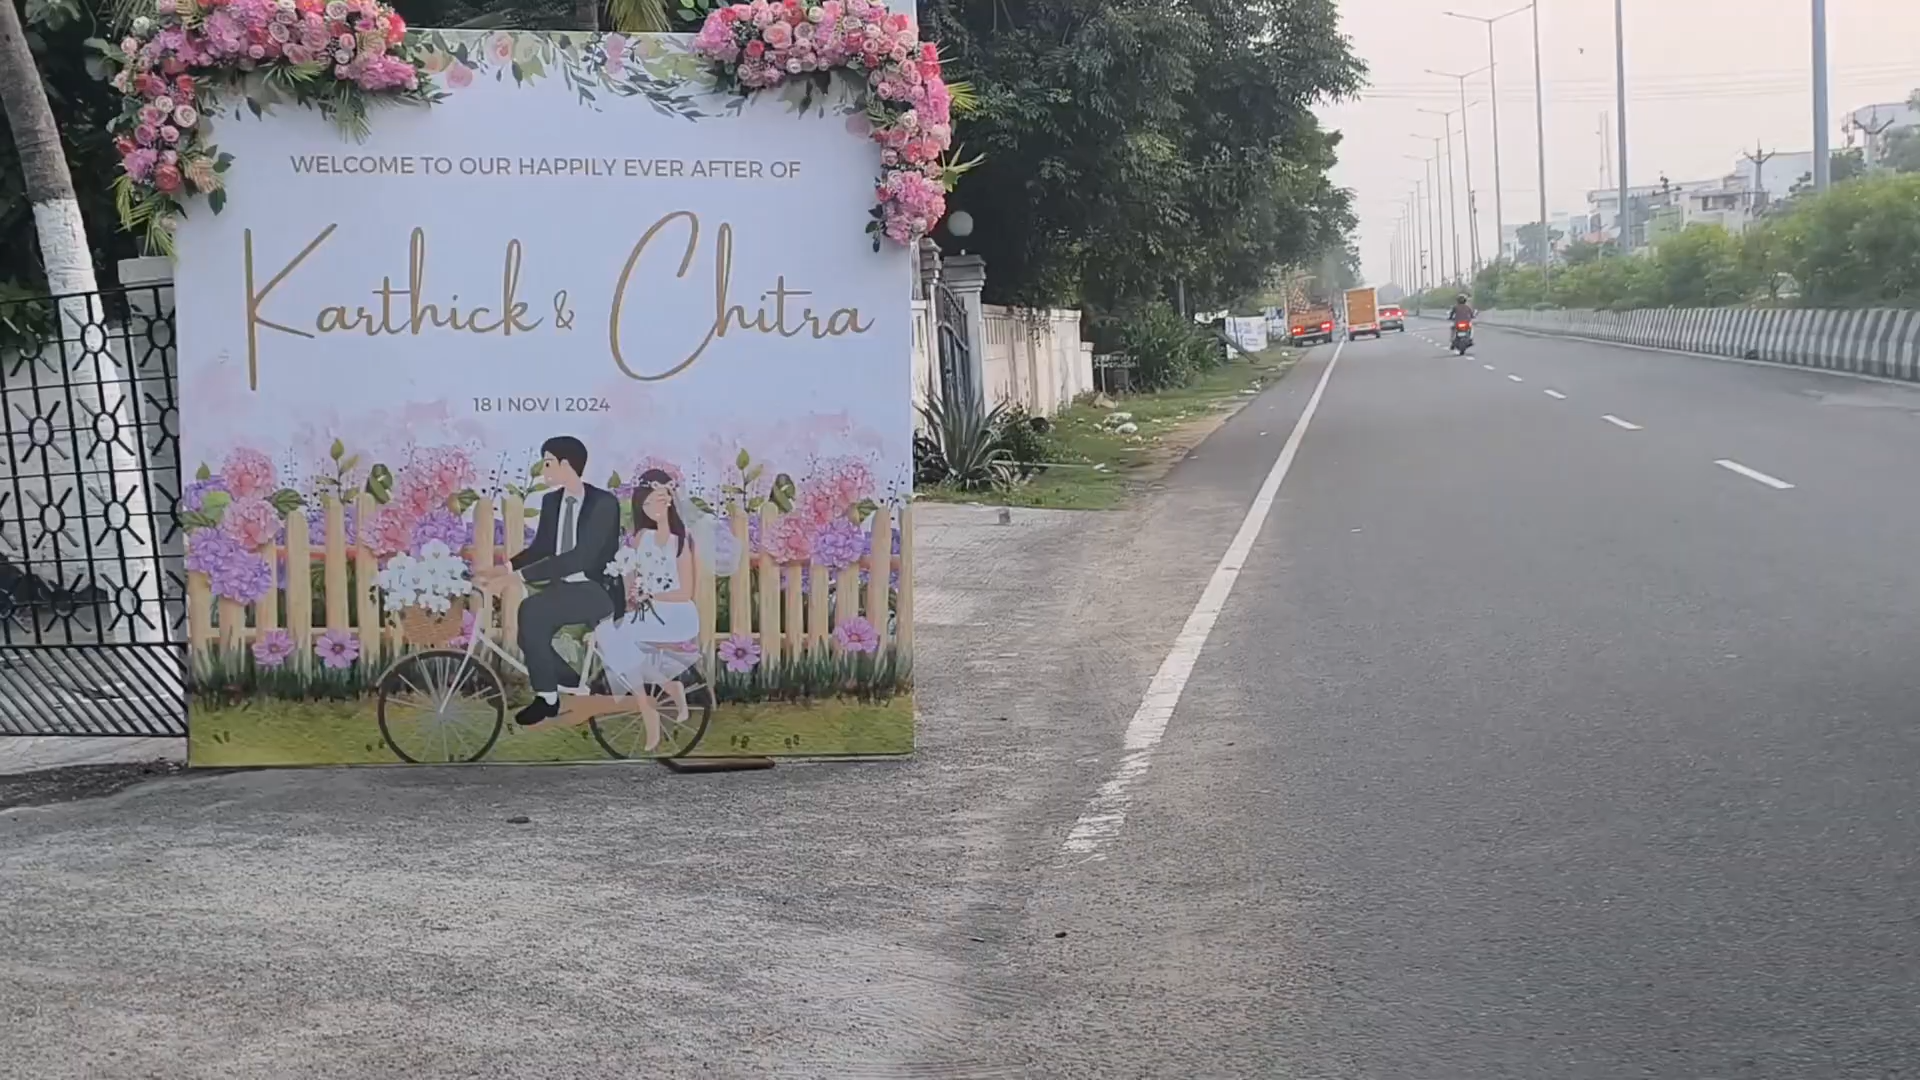 WELCOME TO OUR HAPPILY EVER AFTER OF
Karthick & Chitra
18 | NOV | 2024